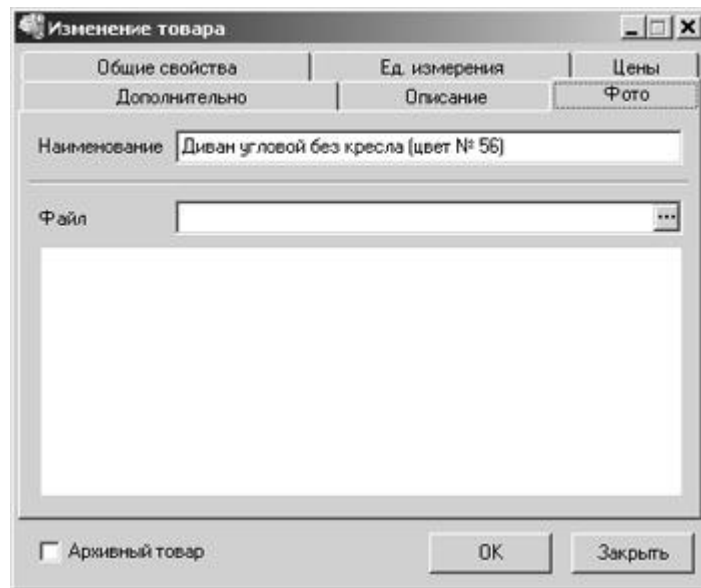 Изменение товара
Общие свойства Ед. измерения Цены
Дополнительно Описание Фото
Наименование Диван угловой без кресла (цвет № 56)
Файл ...
Архивный товар OK Закрыть